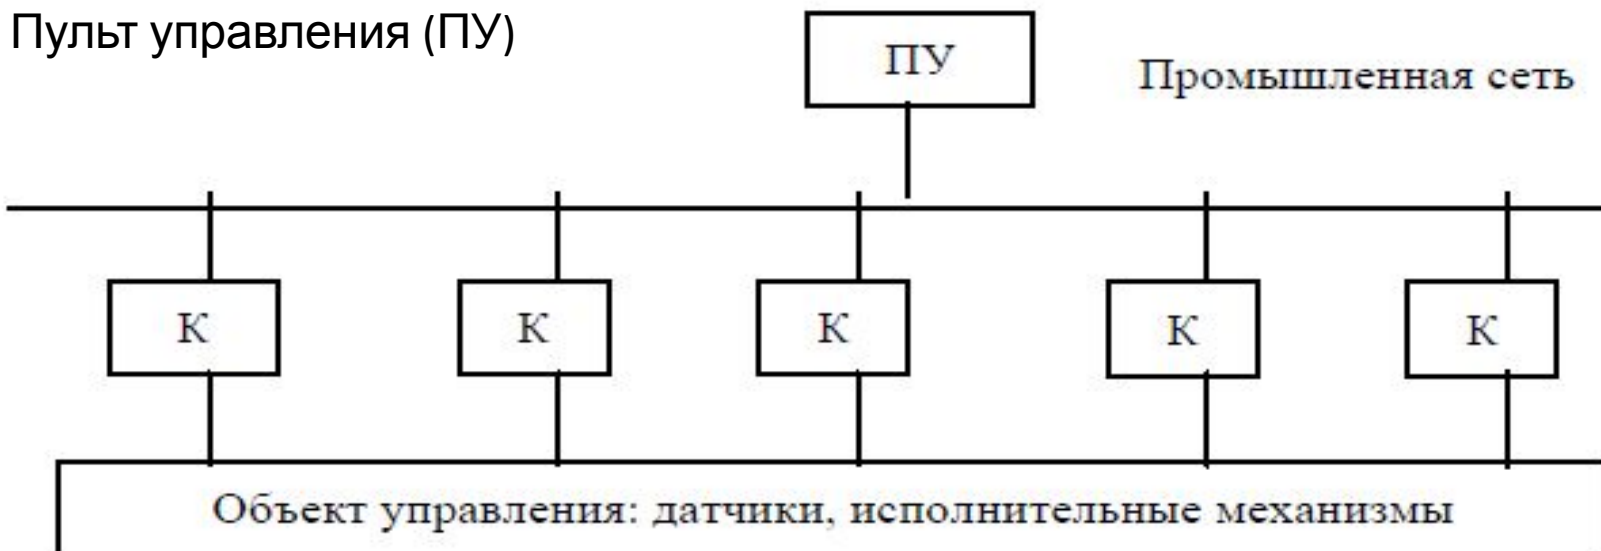 Пульт управления (ПУ)
ПУ
Промышленная сеть
К
К
К
К
К
Объект управления: датчики, исполнительные механизмы